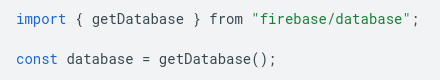 import { getDatabase } from "firebase/database";
const database = getDatabase();